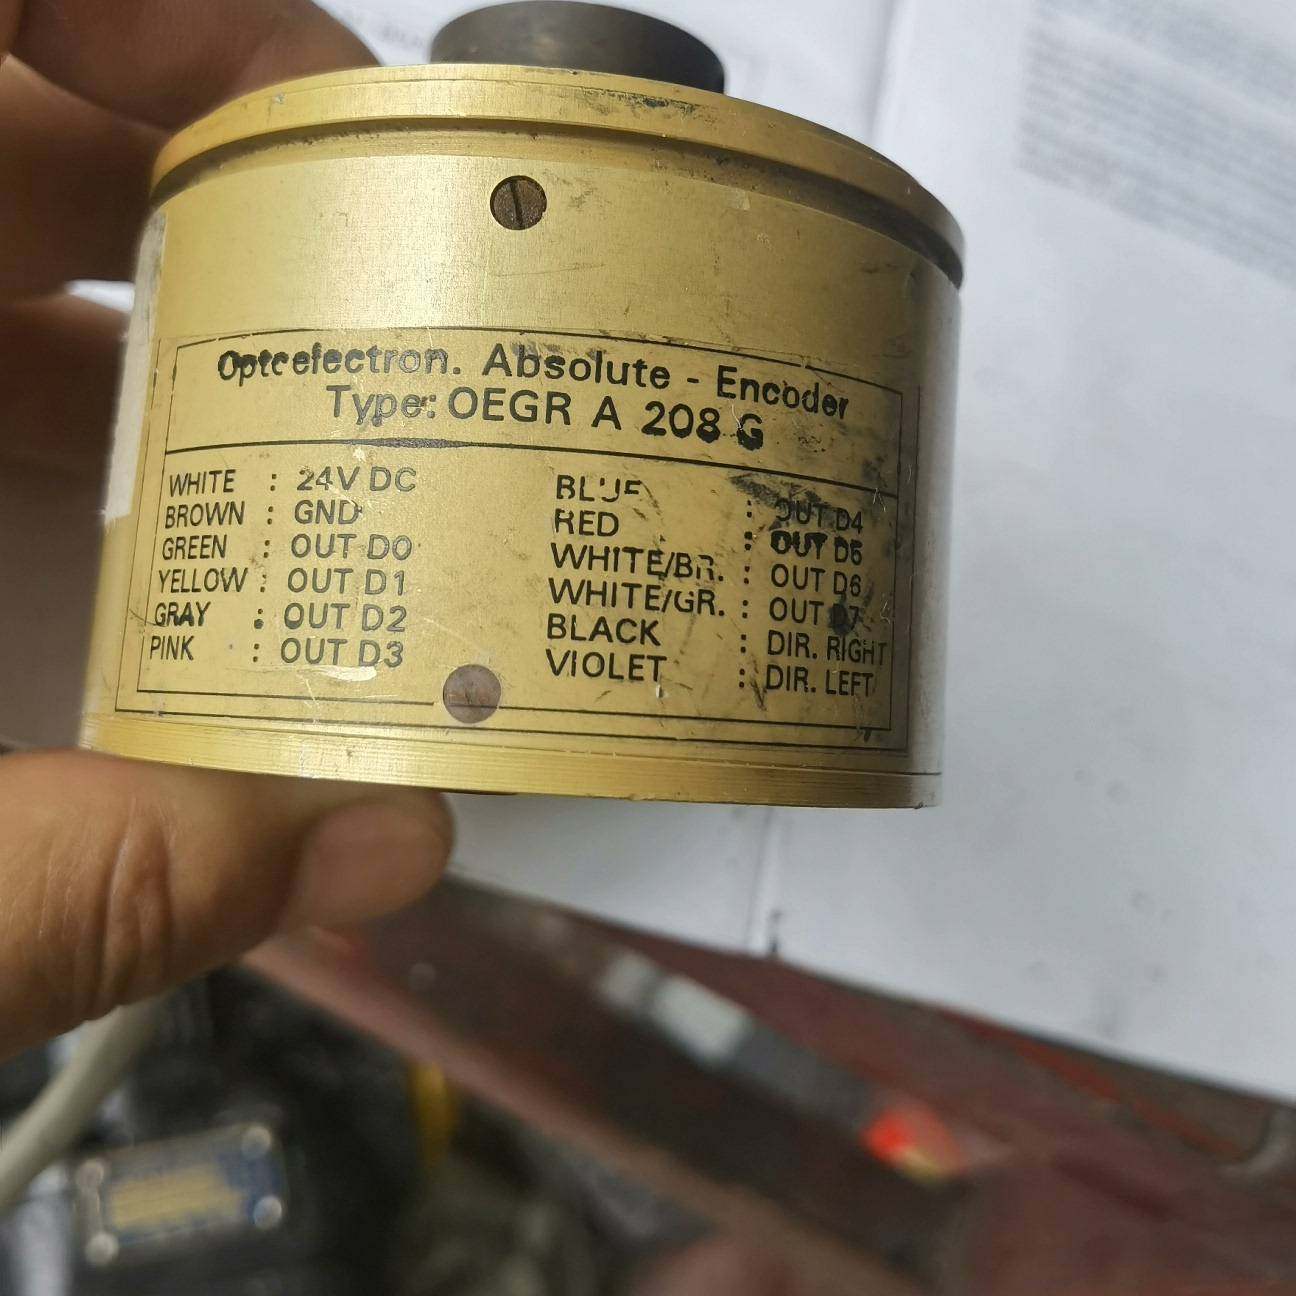 Optoelectron. Absolute - Encoder
Type: OEGR A 208 G
WHITE : 24V DC
BROWN : GND
GREEN : OUT D0
YELLOW : OUT D1
GRAY : OUT D2
PINK : OUT D3
BLUE : OUT D4
RED : OUT D5
WHITE/BR. : OUT D6
WHITE/GR. : OUT D7
BLACK : DIR. RIGHT
VIOLET : DIR. LEFT